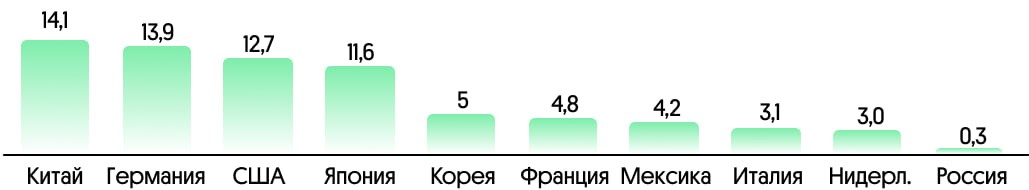 14,1 13,9 12,7 11,6 5 4,8 4,2 3,1 3,0 0,3
Китай Германия США Япония Корея Франция Мексика Италия Нидерл. Россия